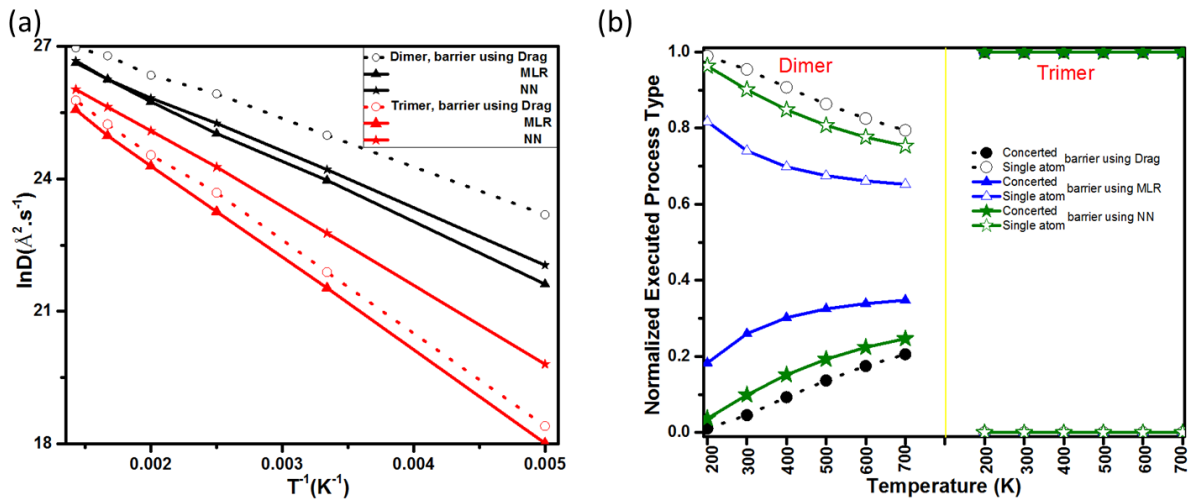 (a)
27
24
21
18
lnD(Å².s⁻¹)
0.002
0.003
0.004
0.005
T⁻¹(K⁻¹)
Dimer, barrier using Drag
MLR
NN
Trimer, barrier using Drag
MLR
NN
(b)
1.0
0.8
0.6
0.4
0.2
0.0
Normalized Executed Process Type
Dimer
Trimer
Concerted
Single atom
barrier using Drag
Concerted
Single atom
barrier using MLR
Concerted
Single atom
barrier using NN
200
300
400
500
600
700
200
300
400
500
600
700
Temperature (K)